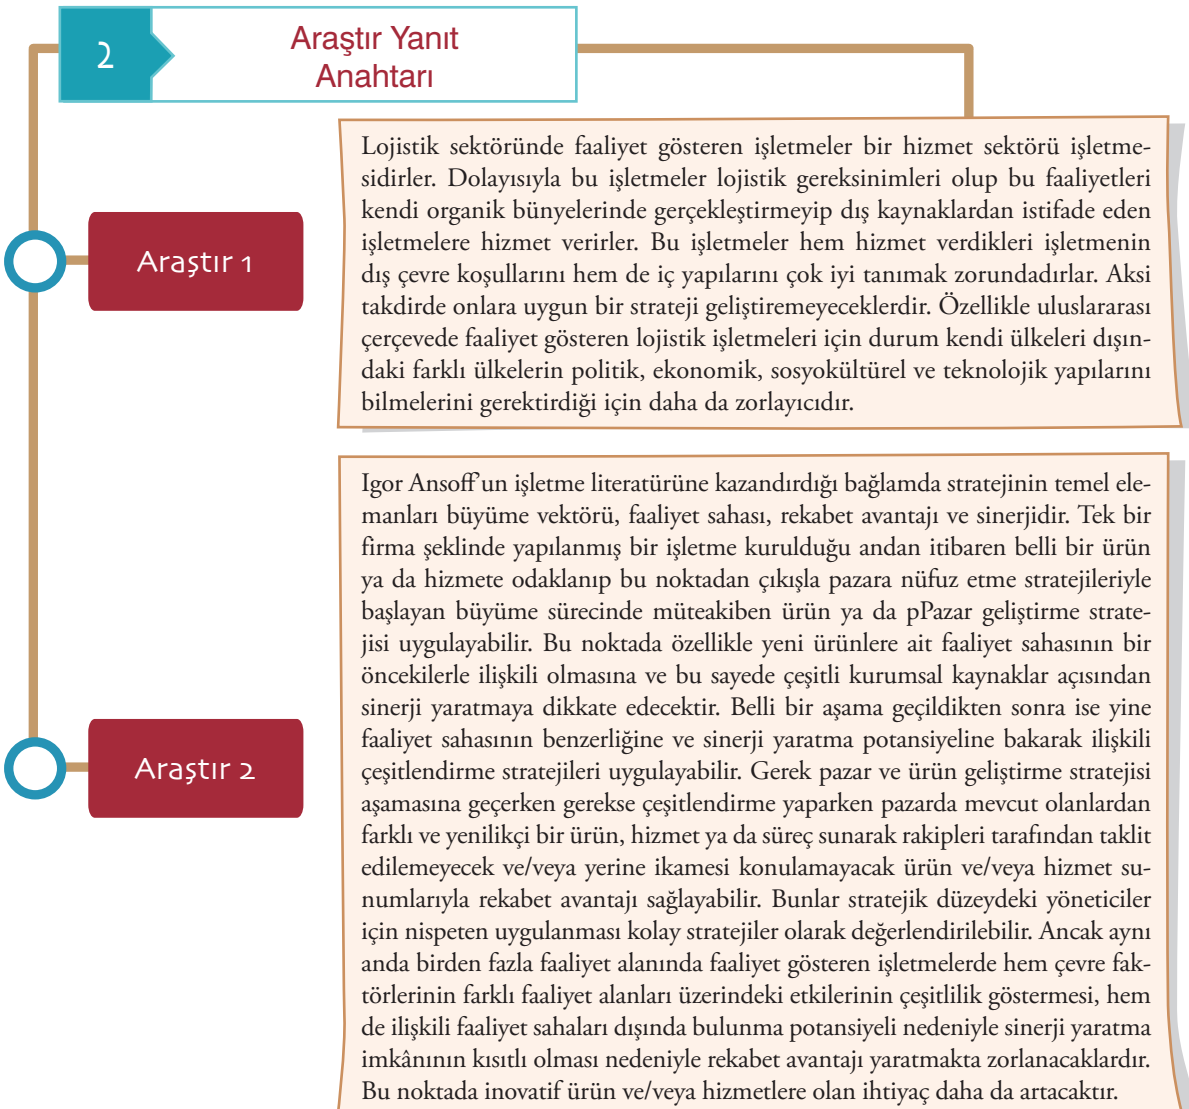 2
Araştır Yanıt
Anahtarı
Araştır 1
Lojistik sektöründe faaliyet gösteren işletmeler bir hizmet sektörü işletme-
sidirler. Dolayısıyla bu işletmeler lojistik gereksinimleri olup bu faaliyetleri
kendi organik bünyelerinde gerçekleştirmeyip dış kaynaklardan istifade eden
işletmelere hizmet verirler. Bu işletmeler hem hizmet verdikleri işletmenin
dış çevre koşullarını hem de iç yapılarını çok iyi tanımak zorundadırlar. Aksi
takdirde onlara uygun bir strateji geliştiremeyeceklerdir. Özellikle uluslararası
çerçevede faaliyet gösteren lojistik işletmeleri için durum kendi ülkeleri dışın-
daki farklı ülkelerin politik, ekonomik, sosyokültürel ve teknolojik yapılarını
bilmelerini gerektirdiği için daha da zorlayıcıdır.
Araştır 2
Igor Ansoff'un işletme literatürüne kazandırdığı bağlamda stratejinin temel ele-
manları büyüme vektörü, faaliyet sahası, rekabet avantajı ve sinerjidir. Tek bir
firma şeklinde yapılanmış bir işletme kurulduğu andan itibaren belli bir ürün
ya da hizmete odaklanıp bu noktadan çıkışla pazara nüfuz etme stratejileriyle
başlayan büyüme sürecinde müteakiben ürün ya da pPazar geliştirme strate-
jisi uygulayabilir. Bu noktada özellikle yeni ürünlere ait faaliyet sahasının bir
öncekilerle ilişkili olmasına ve bu sayede çeşitli kurumsal kaynaklar açısından
sinerji yaratmaya dikkate edecektir. Belli bir aşama geçildikten sonra ise yine
faaliyet sahasının benzerliğine ve sinerji yaratma potansiyeline bakarak ilişkili
çeşitlendirme stratejileri uygulayabilir. Gerek pazar ve ürün geliştirme stratejisi
aşamasına geçerken gerekse çeşitlendirme yaparken pazarda mevcut olanlardan
farklı ve yenilikçi bir ürün, hizmet ya da süreç sunarak rakipleri tarafından taklit
edilemeyecek ve/veya yerine ikamesi konulamayacak ürün ve/veya hizmet su-
numlarıyla rekabet avantajı sağlayabilir. Bunlar stratejik düzeydeki yöneticiler
için nispeten uygulanması kolay stratejiler olarak değerlendirilebilir. Ancak aynı
anda birden fazla faaliyet alanında faaliyet gösteren işletmelerde hem çevre fak-
törlerinin farklı faaliyet alanları üzerindeki etkilerinin çeşitlilik göstermesi, hem
de ilişkili faaliyet sahaları dışında bulunma potansiyeli nedeniyle sinerji yaratma
imkânının kısıtlı olması nedeniyle rekabet avantajı yaratmakta zorlanacaklardır.
Bu noktada inovatif ürün ve/veya hizmetlere olan ihtiyaç daha da artacaktır.